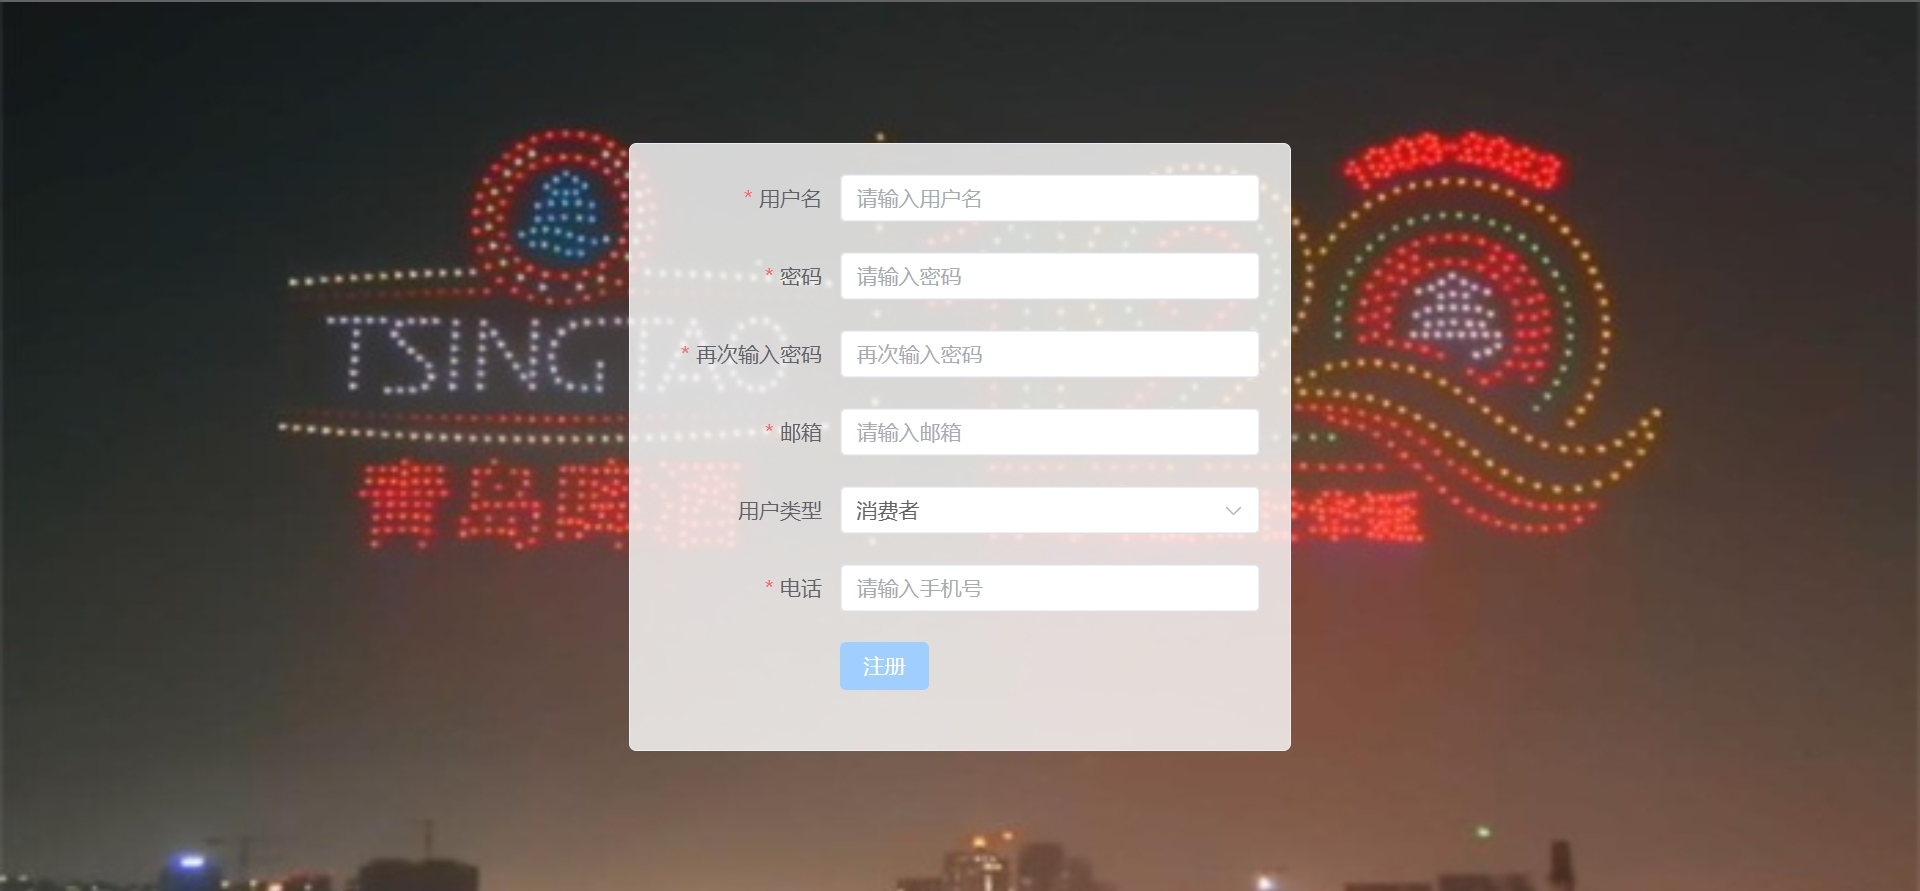 * 用户名 请输入用户名
* 密码 请输入密码
TSINGTAO
* 再次输入密码 再次输入密码
* 邮箱 请输入邮箱
青岛啤酒
用户类型 消费者
* 电话 请输入手机号
注册